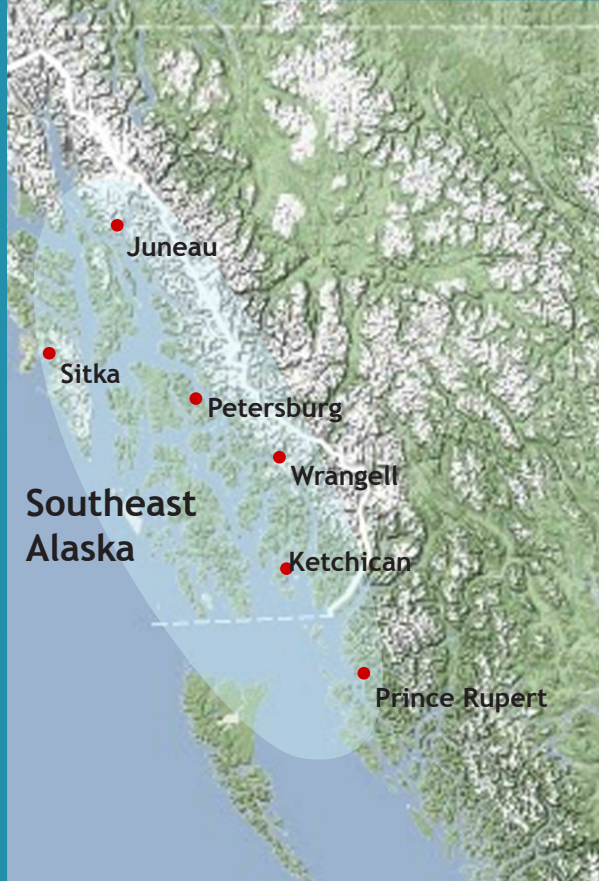 Juneau
Sitka
Petersburg
Wrangell
Southeast
Alaska
Ketchican
Prince Rupert